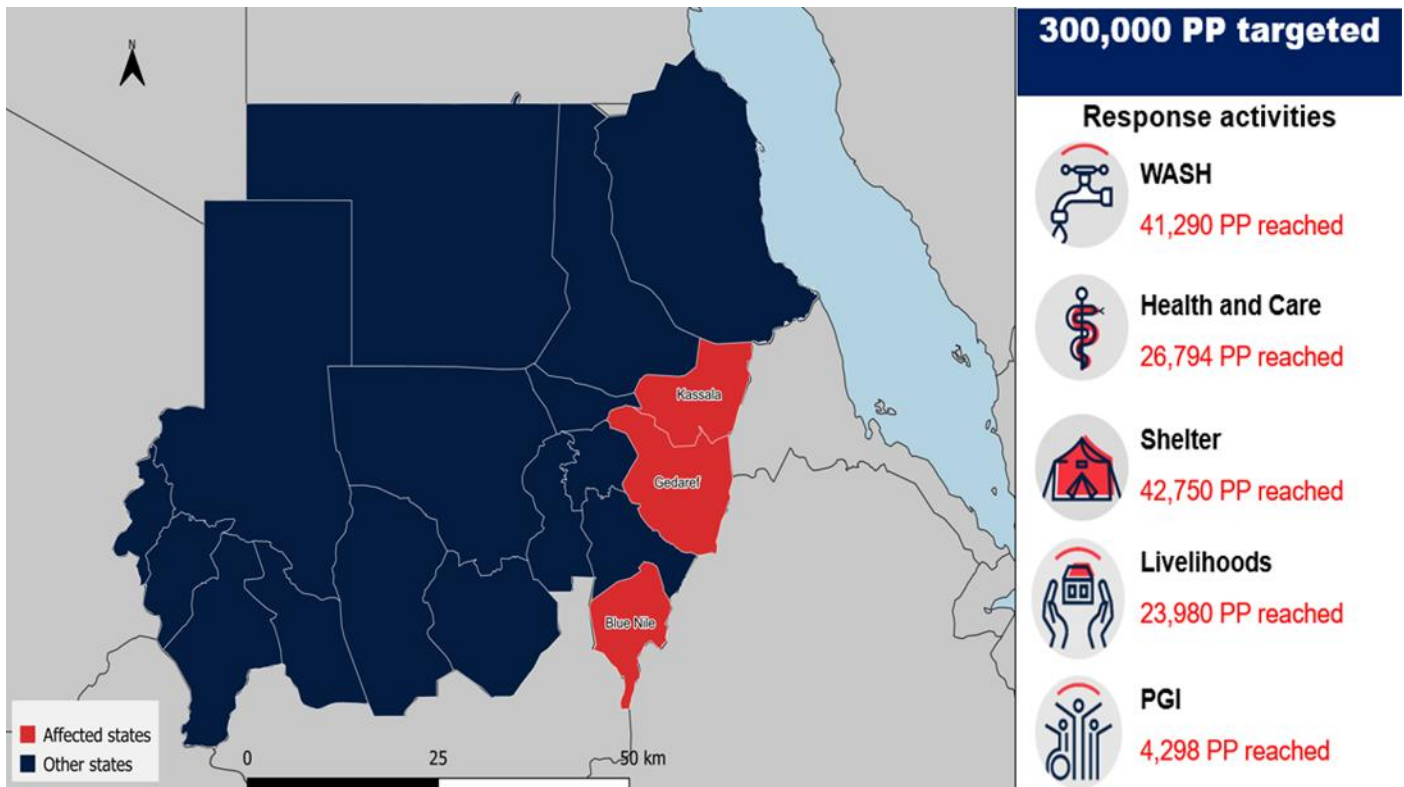 N
Kassala
Gedaref
Blue Nile
Affected states
Other states
0 25 50 km
300,000 PP targeted
Response activities
WASH
41,290 PP reached
Health and Care
26,794 PP reached
Shelter
42,750 PP reached
Livelihoods
23,980 PP reached
PGI
4,298 PP reached